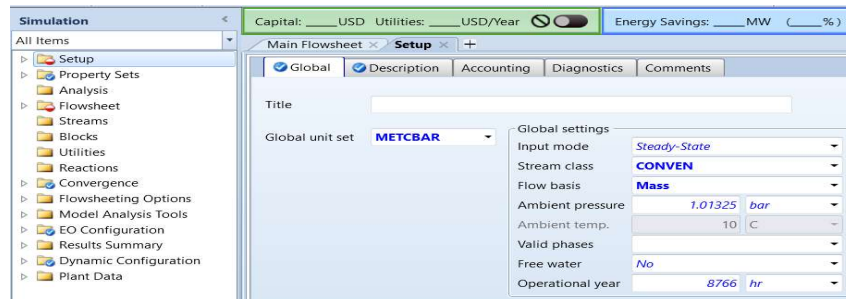 Simulation <
Capital: ____USD Utilities: ____USD/Year
Energy Savings: ____MW (____%)
All Items
Main Flowsheet × Setup × +
Setup
Property Sets
Analysis
Flowsheet
Streams
Blocks
Utilities
Reactions
Convergence
Flowsheeting Options
Model Analysis Tools
EO Configuration
Results Summary
Dynamic Configuration
Plant Data
Global Description Accounting Diagnostics Comments
Title
Global unit set METCBAR
Global settings
Input mode Steady-State
Stream class CONVEN
Flow basis Mass
Ambient pressure 1.01325 bar
Ambient temp. 10 C
Valid phases
Free water No
Operational year 8766 hr